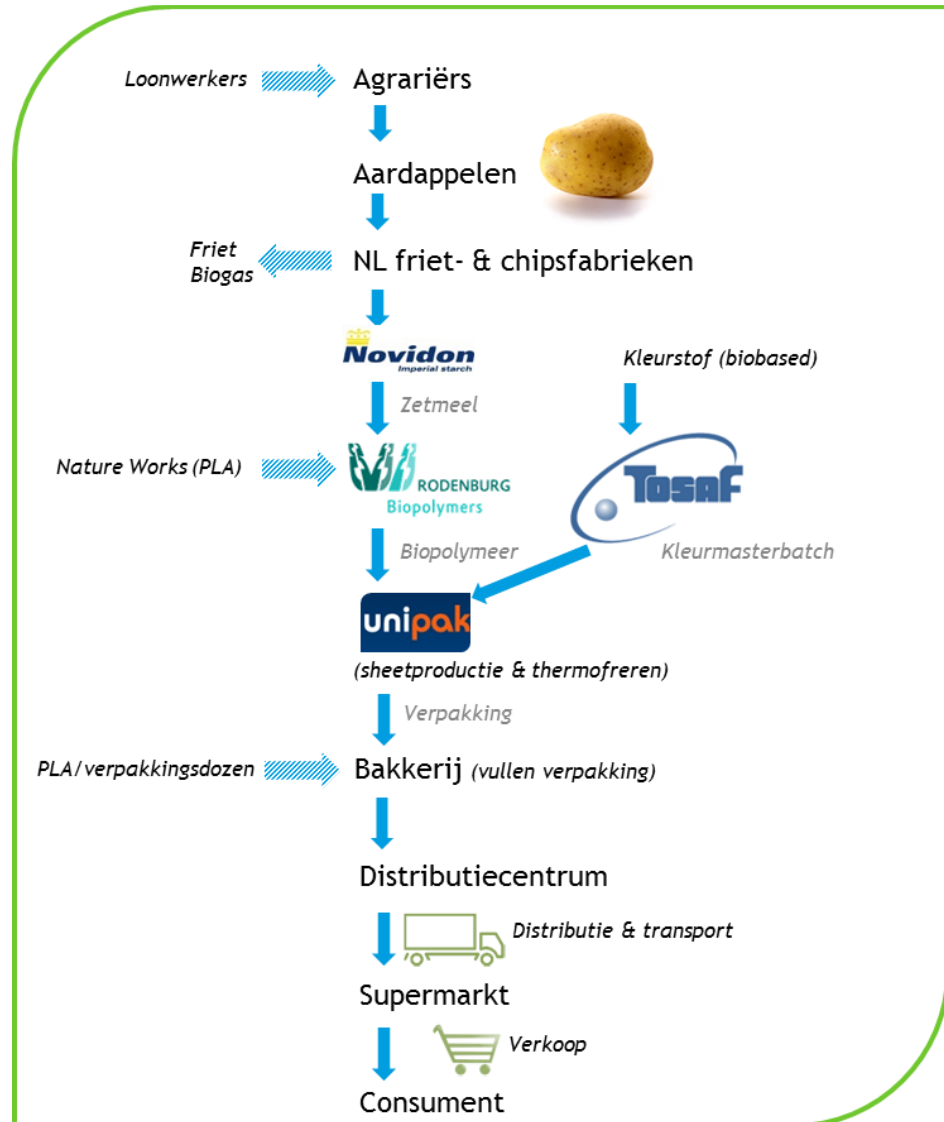 Loonwerkers
Agrariërs
Aardappelen
Friet
Biogas
NL friet- & chipsfabrieken
Novidon
Imperial starch
Kleurstof (biobased)
Zetmeel
Nature Works (PLA)
RODENBURG
Biopolymers
TOSAF
Biopolymeer
Kleurmasterbatch
unipak
(sheetproductie & thermofreren)
Verpakking
PLA/verpakkingsdozen
Bakkerij (vullen verpakking)
Distributiecentrum
Distributie & transport
Supermarkt
Verkoop
Consument